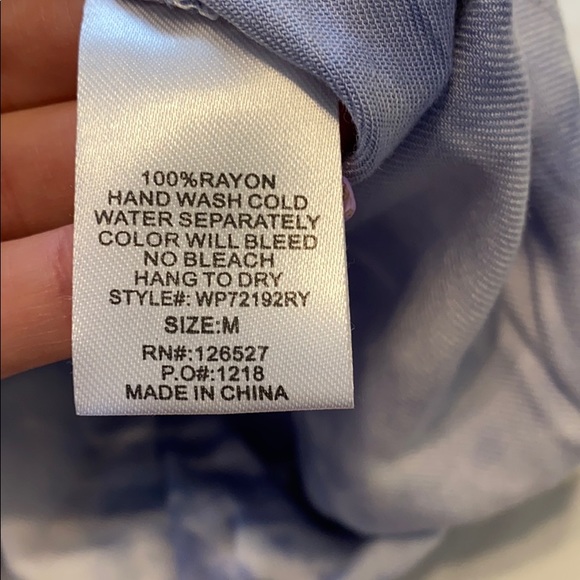 100%RAYON
HAND WASH COLD
WATER SEPARATELY
COLOR WILL BLEED
NO BLEACH
HANG TO DRY
STYLE#: WP72192RY
SIZE:M
RN#:126527
P.O#:1218
MADE IN CHINA